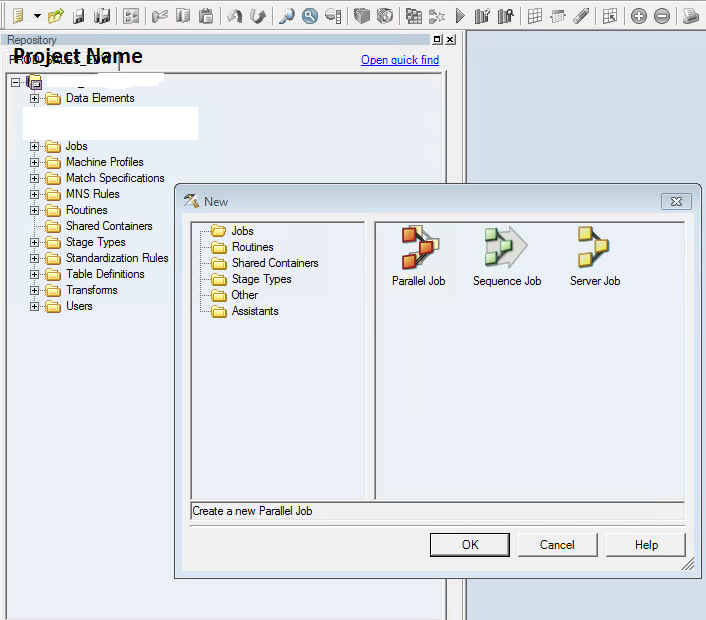 Repository
Project Name
Open quick find
Data Elements
Jobs
Machine Profiles
Match Specifications
MNS Rules
Routines
Shared Containers
Stage Types
Standardization Rules
Table Definitions
Transforms
Users
New
Jobs
Routines
Shared Containers
Stage Types
Other
Assistants
Parallel Job
Sequence Job
Server Job
Create a new Parallel Job
OK
Cancel
Help